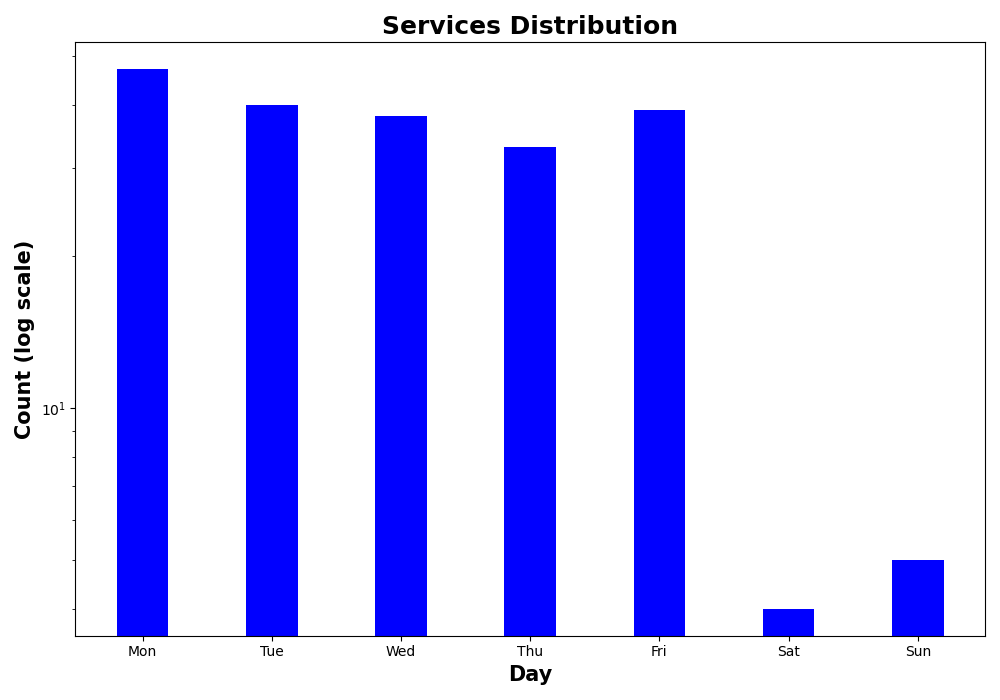 Services Distribution
Count (log scale)
10¹
Mon Tue Wed Thu Fri Sat Sun
Day